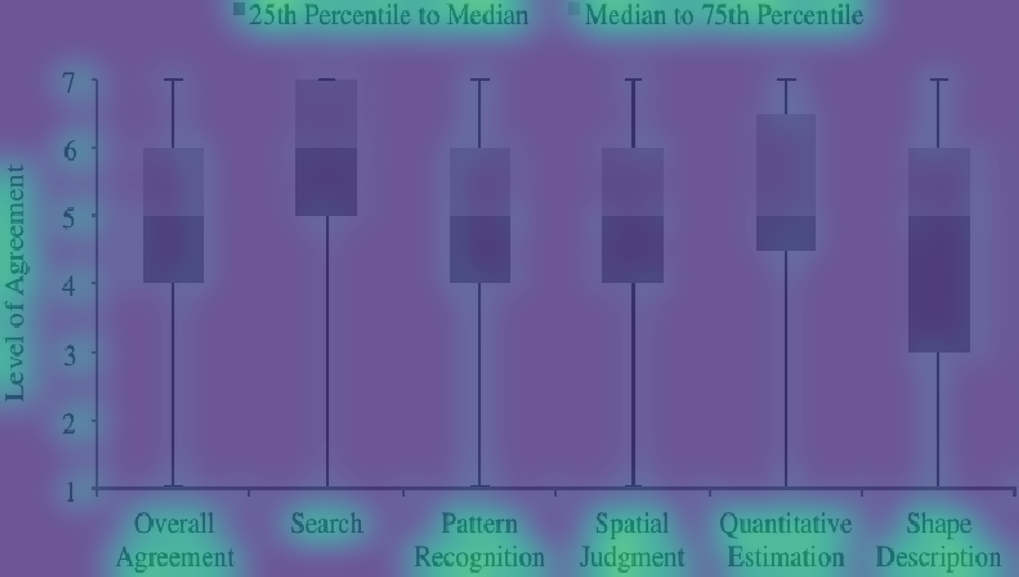 25th Percentile to Median Median to 75th Percentile
Level of Agreement
7
6
5
4
3
2
1
Overall Agreement
Search
Pattern Recognition
Spatial Judgment
Quantitative Estimation
Shape Description